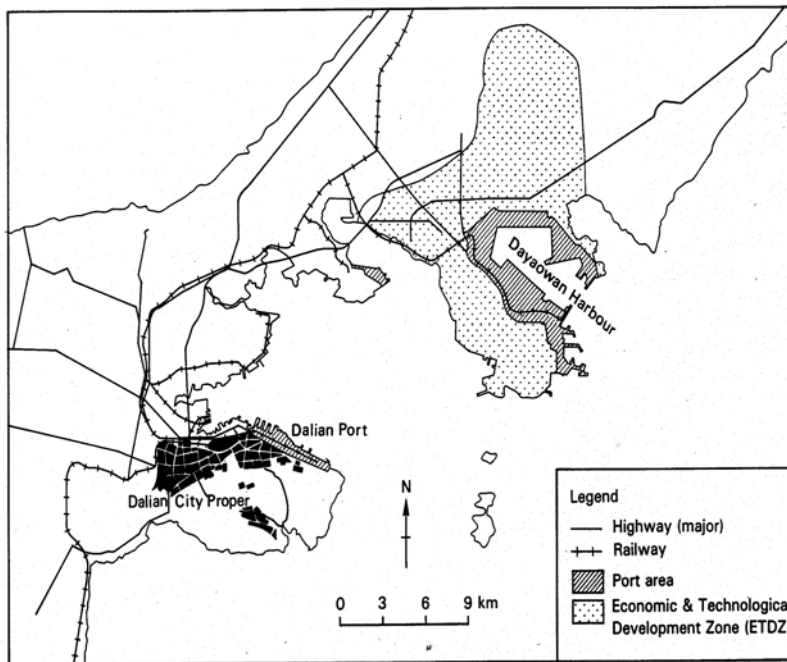 Dayaowan Harbour
Dalian Port
Dalian City Proper
N
0 3 6 9 km
Legend
Highway (major)
Railway
Port area
Economic & Technologica
Development Zone (ETDZ